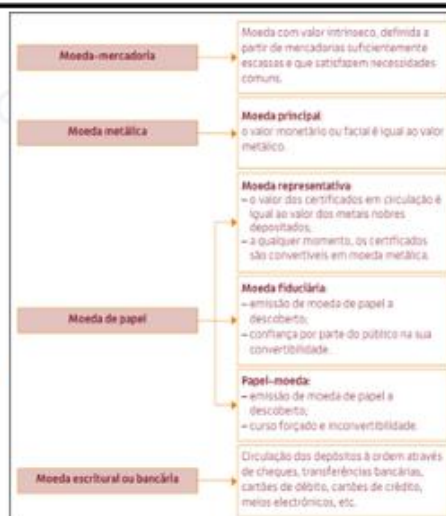 Moeda-mercadoria
Moeda com valor intrínseco, definida a
partir de mercadorias suficientemente
escassas e que satisfazem necessidades
comuns.
Moeda metálica
Moeda principal
o valor monetário ou facial é igual ao valor
metálico.
Moeda de papel
Moeda representativa
– o valor dos certificados em circulação é
igual ao valor dos metais nobres
depositados;
– a qualquer momento, os certificados
são convertíveis em moeda metálica.
Moeda fiduciária
– emissão de moeda de papel a
descoberto;
– confiança por parte do público na sua
convertibilidade.
Papel-moeda:
– emissão de moeda de papel a
descoberto;
– curso forçado e inconvertibilidade.
Moeda escritural ou bancária
Circulação dos depósitos à ordem através
de cheques, transferências bancárias,
cartões de débito, cartões de crédito,
meios electrónicos, etc.